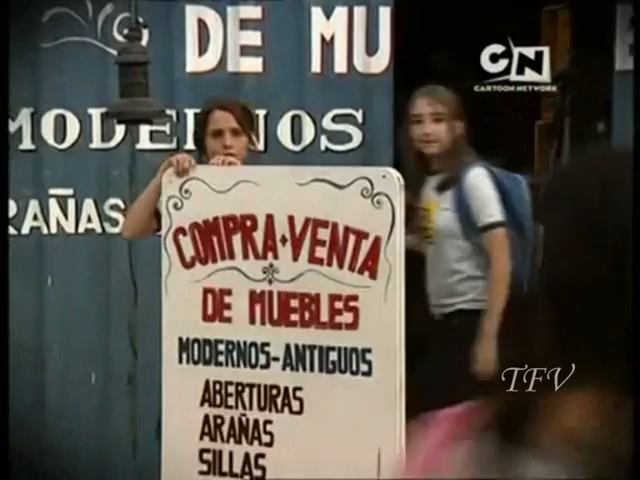 DE MU
CN
CARTOON NETWORK
MODERNOS
RAÑAS
COMPRA VENTA
DE MUEBLES
MODERNOS-ANTIGUOS
ABERTURAS
ARAÑAS
SILLAS
TFV